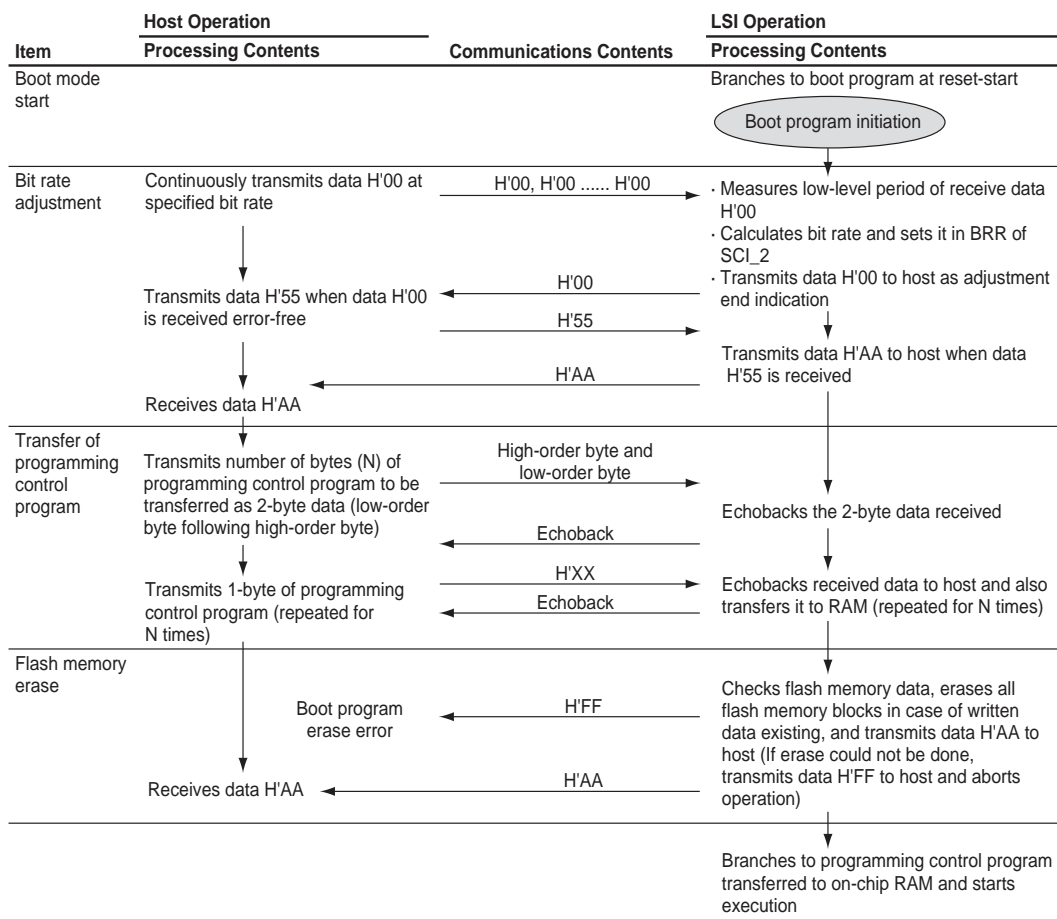 Host Operation
LSI Operation
Item
Processing Contents
Communications Contents
Processing Contents
Boot mode
start
Branches to boot program at reset-start
Boot program initiation
Bit rate
adjustment
Continuously transmits data H'00 at
specified bit rate
H'00, H'00 ...... H'00
· Measures low-level period of receive data
H'00
· Calculates bit rate and sets it in BRR of
SCI_2
· Transmits data H'00 to host as adjustment
end indication
H'00
Transmits data H'55 when data H'00
is received error-free
H'55
Transmits data H'AA to host when data
H'55 is received
H'AA
Receives data H'AA
Transfer of
programming
control
program
Transmits number of bytes (N) of
programming control program to be
transferred as 2-byte data (low-order
byte following high-order byte)
High-order byte and
low-order byte
Echobacks the 2-byte data received
Echoback
Transmits 1-byte of programming
control program (repeated for
N times)
H'XX
Echoback
Echobacks received data to host and also
transfers it to RAM (repeated for N times)
Flash memory
erase
Boot program
erase error
H'FF
Checks flash memory data, erases all
flash memory blocks in case of written
data existing, and transmits data H'AA to
host (If erase could not be done,
transmits data H'FF to host and aborts
operation)
Receives data H'AA
H'AA
Branches to programming control program
transferred to on-chip RAM and starts
execution